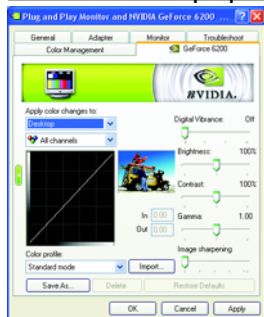 Plug and Play Monitor and NVIDIA GeForce 6200 ...
General Adapter Monitor Troubleshoot
Color Management GeForce 6200
NVIDIA.
Apply color changes to:
Desktop
All channels
Digital Vibrance: Off
Brightness: 100%
Contrast: 100%
In: 0.00 Gamma: 1.00
Out 0.00
Image sharpening
Color profile:
Standard mode Import...
Save As... Delete Restore Defaults
OK Cancel Apply